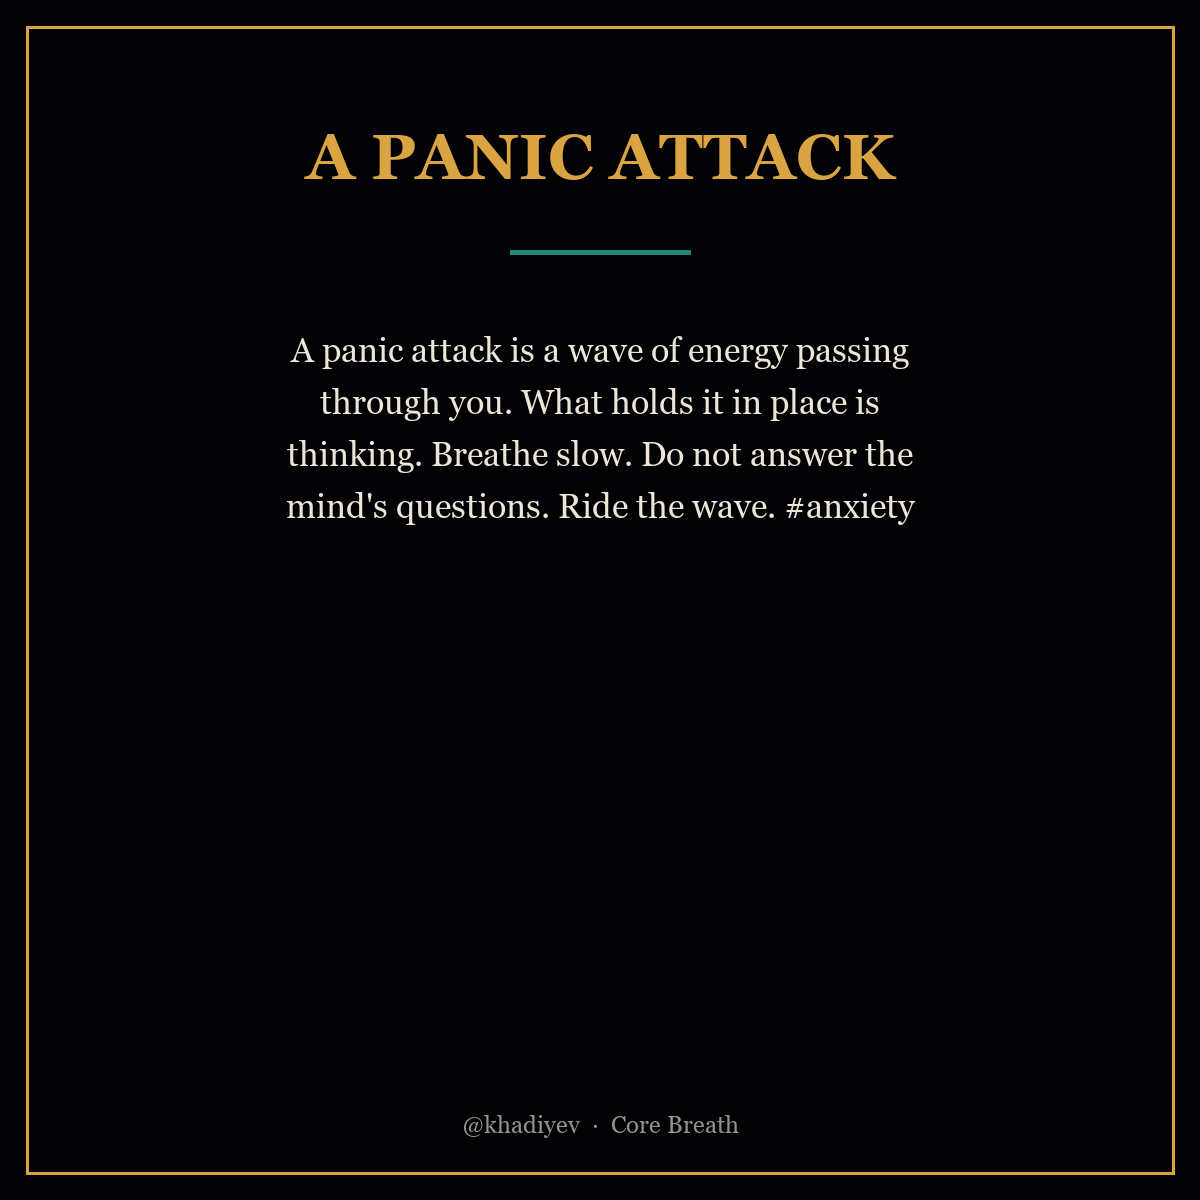 A PANIC ATTACK
A panic attack is a wave of energy passing
through you. What holds it in place is
thinking. Breathe slow. Do not answer the
mind's questions. Ride the wave. #anxiety
@khadiyev · Core Breath